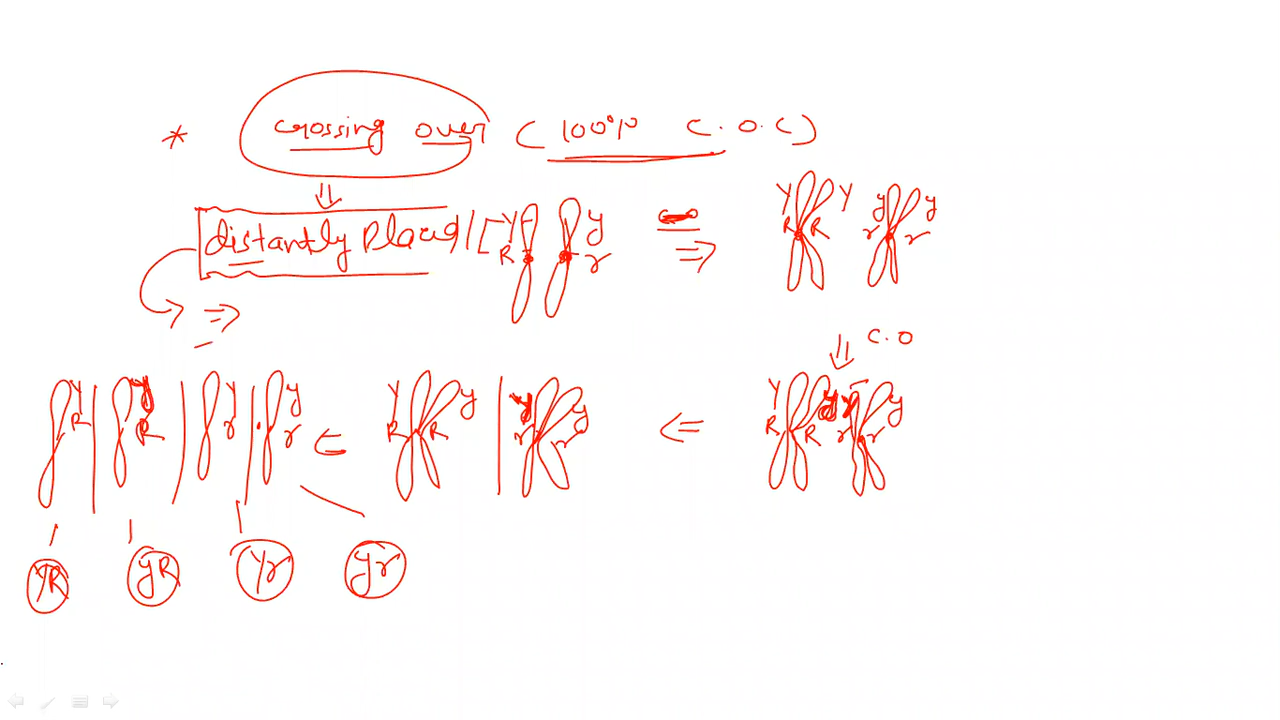 * crossing over (100% C.O.C)
distantly Placed / [ Y R y r ⇒ Y R R Y y r r y
⇒
⇓ C.O
Y R | y R | Y r | y r ⇐ Y R R y | r r y ⇐ Y R R y r r y
YR yR Yr yr